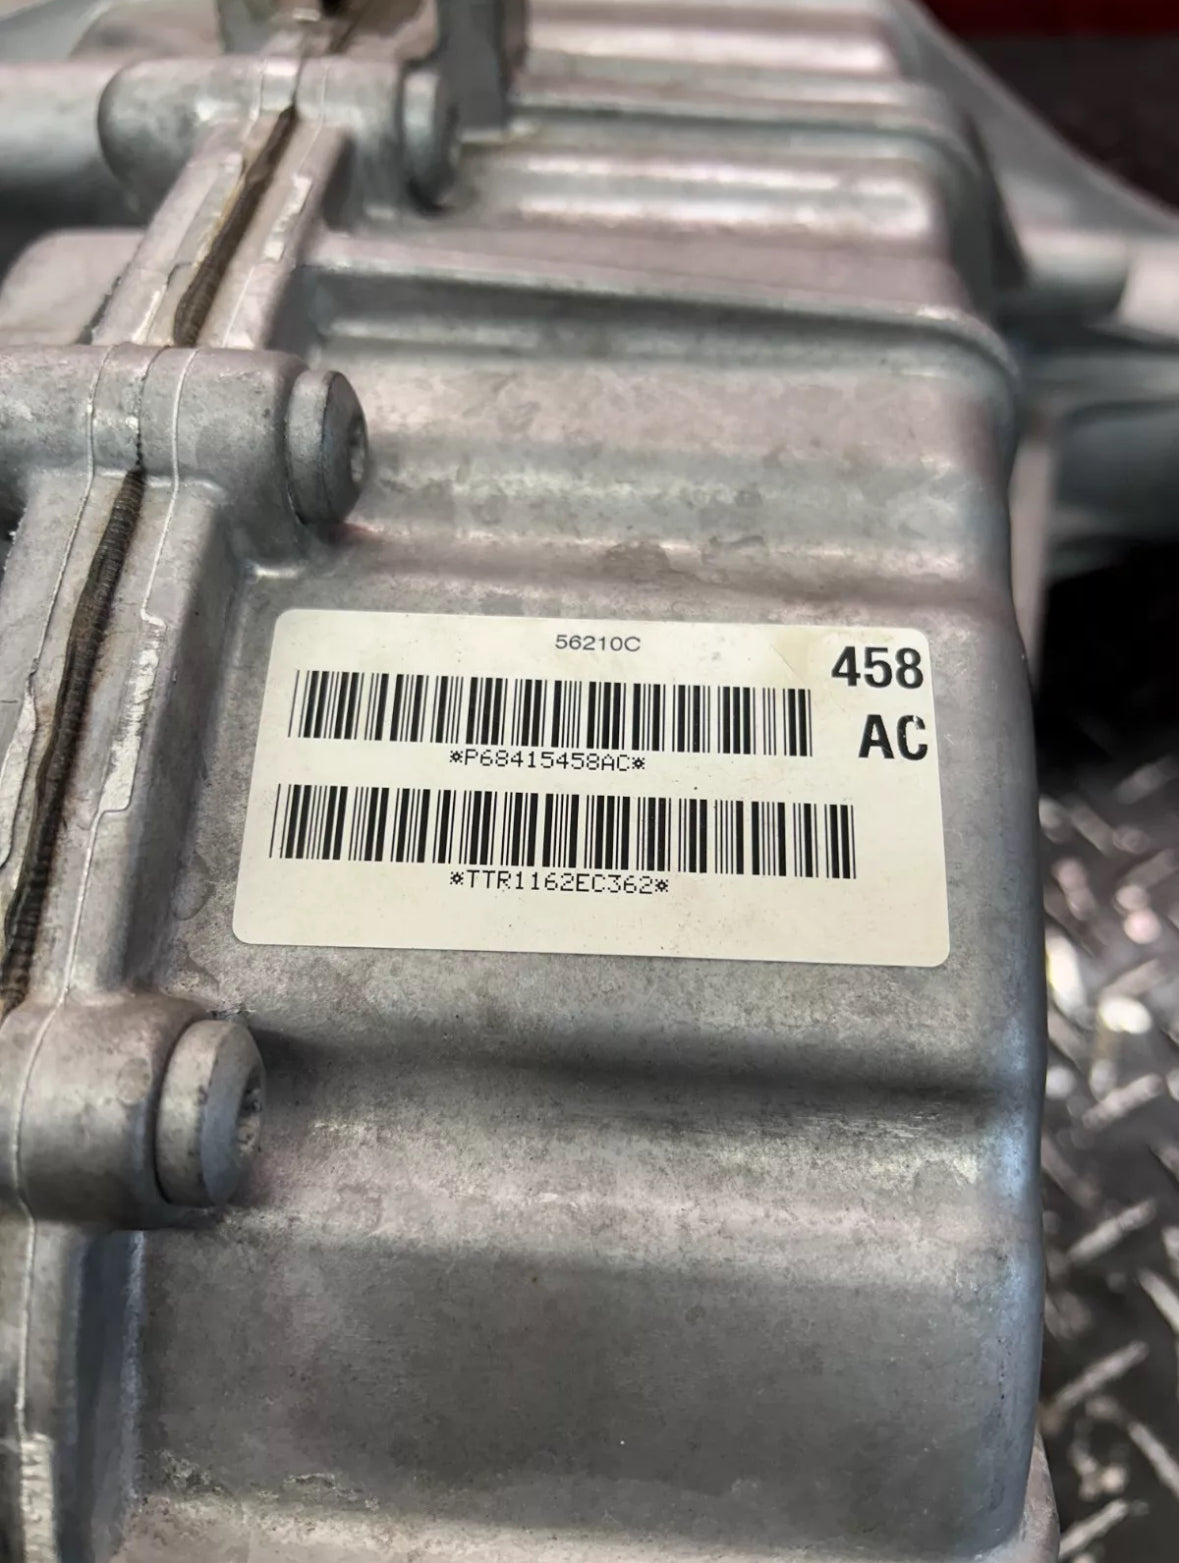 56210C
458
AC
*P68415458AC*
*TTR1162EC362*